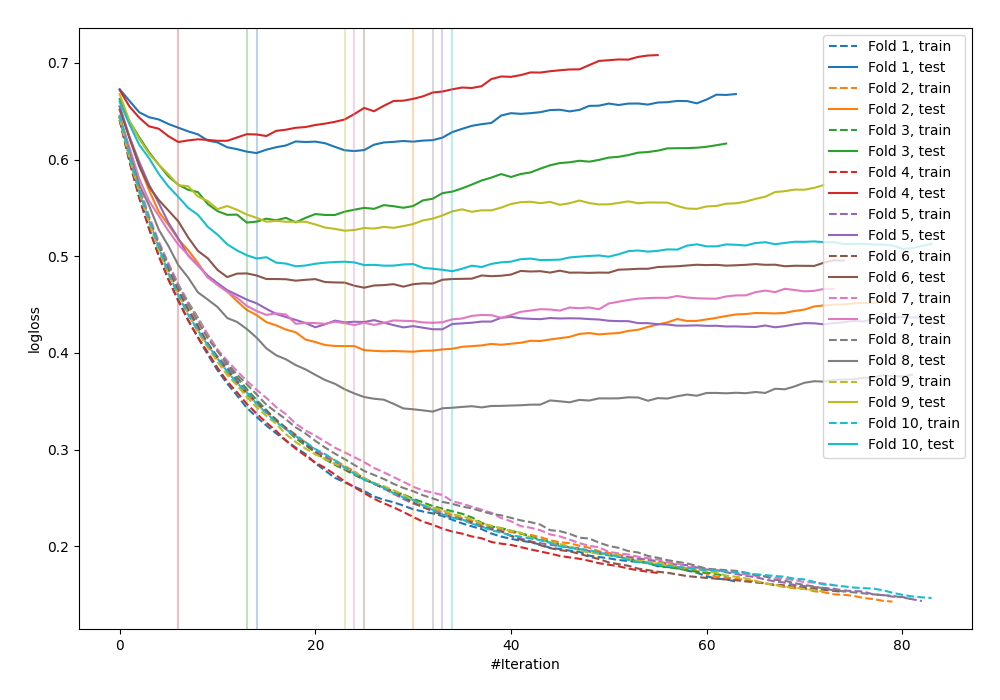 0.7
0.6
0.5
0.4
0.3
0.2
logloss
0
20
40
60
80
#Iteration
Fold 1, train
Fold 1, test
Fold 2, train
Fold 2, test
Fold 3, train
Fold 3, test
Fold 4, train
Fold 4, test
Fold 5, train
Fold 5, test
Fold 6, train
Fold 6, test
Fold 7, train
Fold 7, test
Fold 8, train
Fold 8, test
Fold 9, train
Fold 9, test
Fold 10, train
Fold 10, test